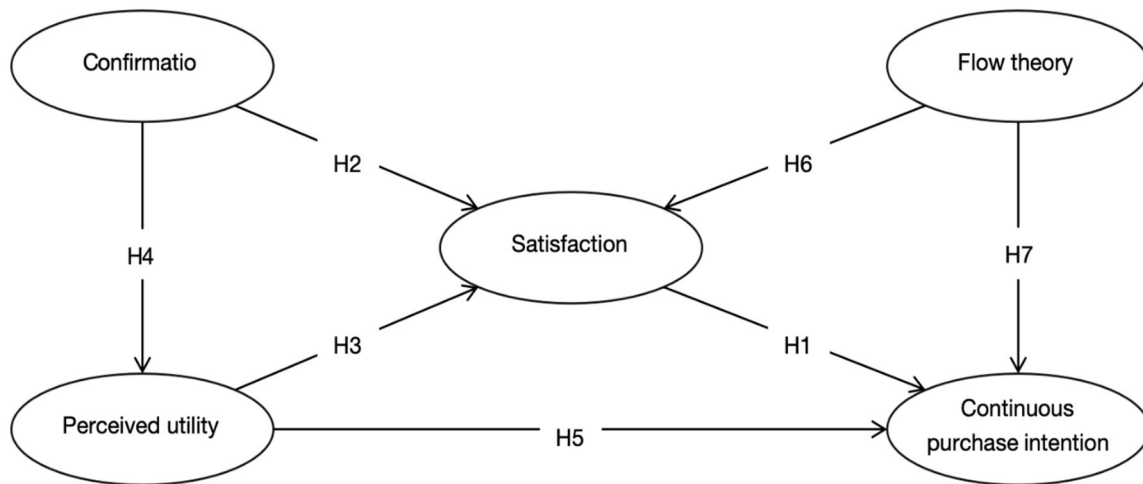 Confirmatio
Flow theory
H2
H6
Satisfaction
H4
H7
H3
H1
Perceived utility
H5
Continuous
purchase intention